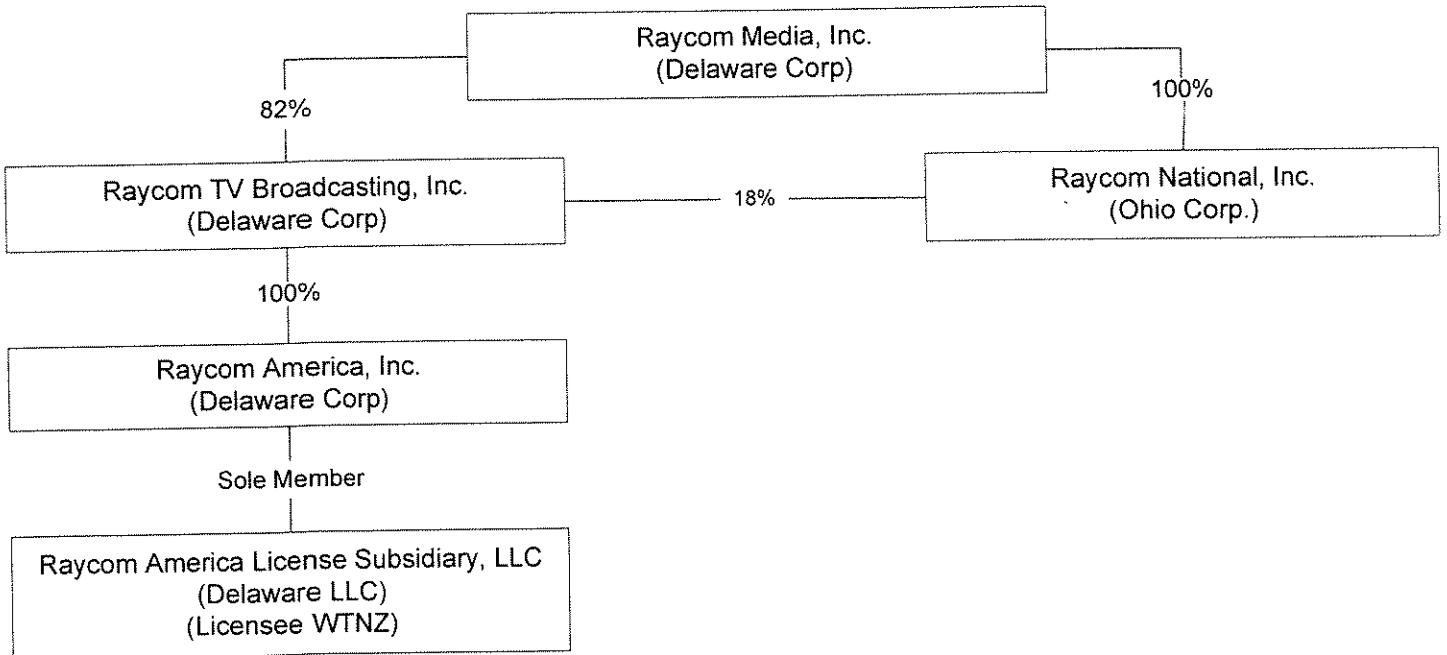 Raycom Media, Inc.
(Delaware Corp)
82%
100%
Raycom TV Broadcasting, Inc.
(Delaware Corp)
18%
Raycom National, Inc.
(Ohio Corp.)
100%
Raycom America, Inc.
(Delaware Corp)
Sole Member
Raycom America License Subsidiary, LLC
(Delaware LLC)
(Licensee WTNZ)